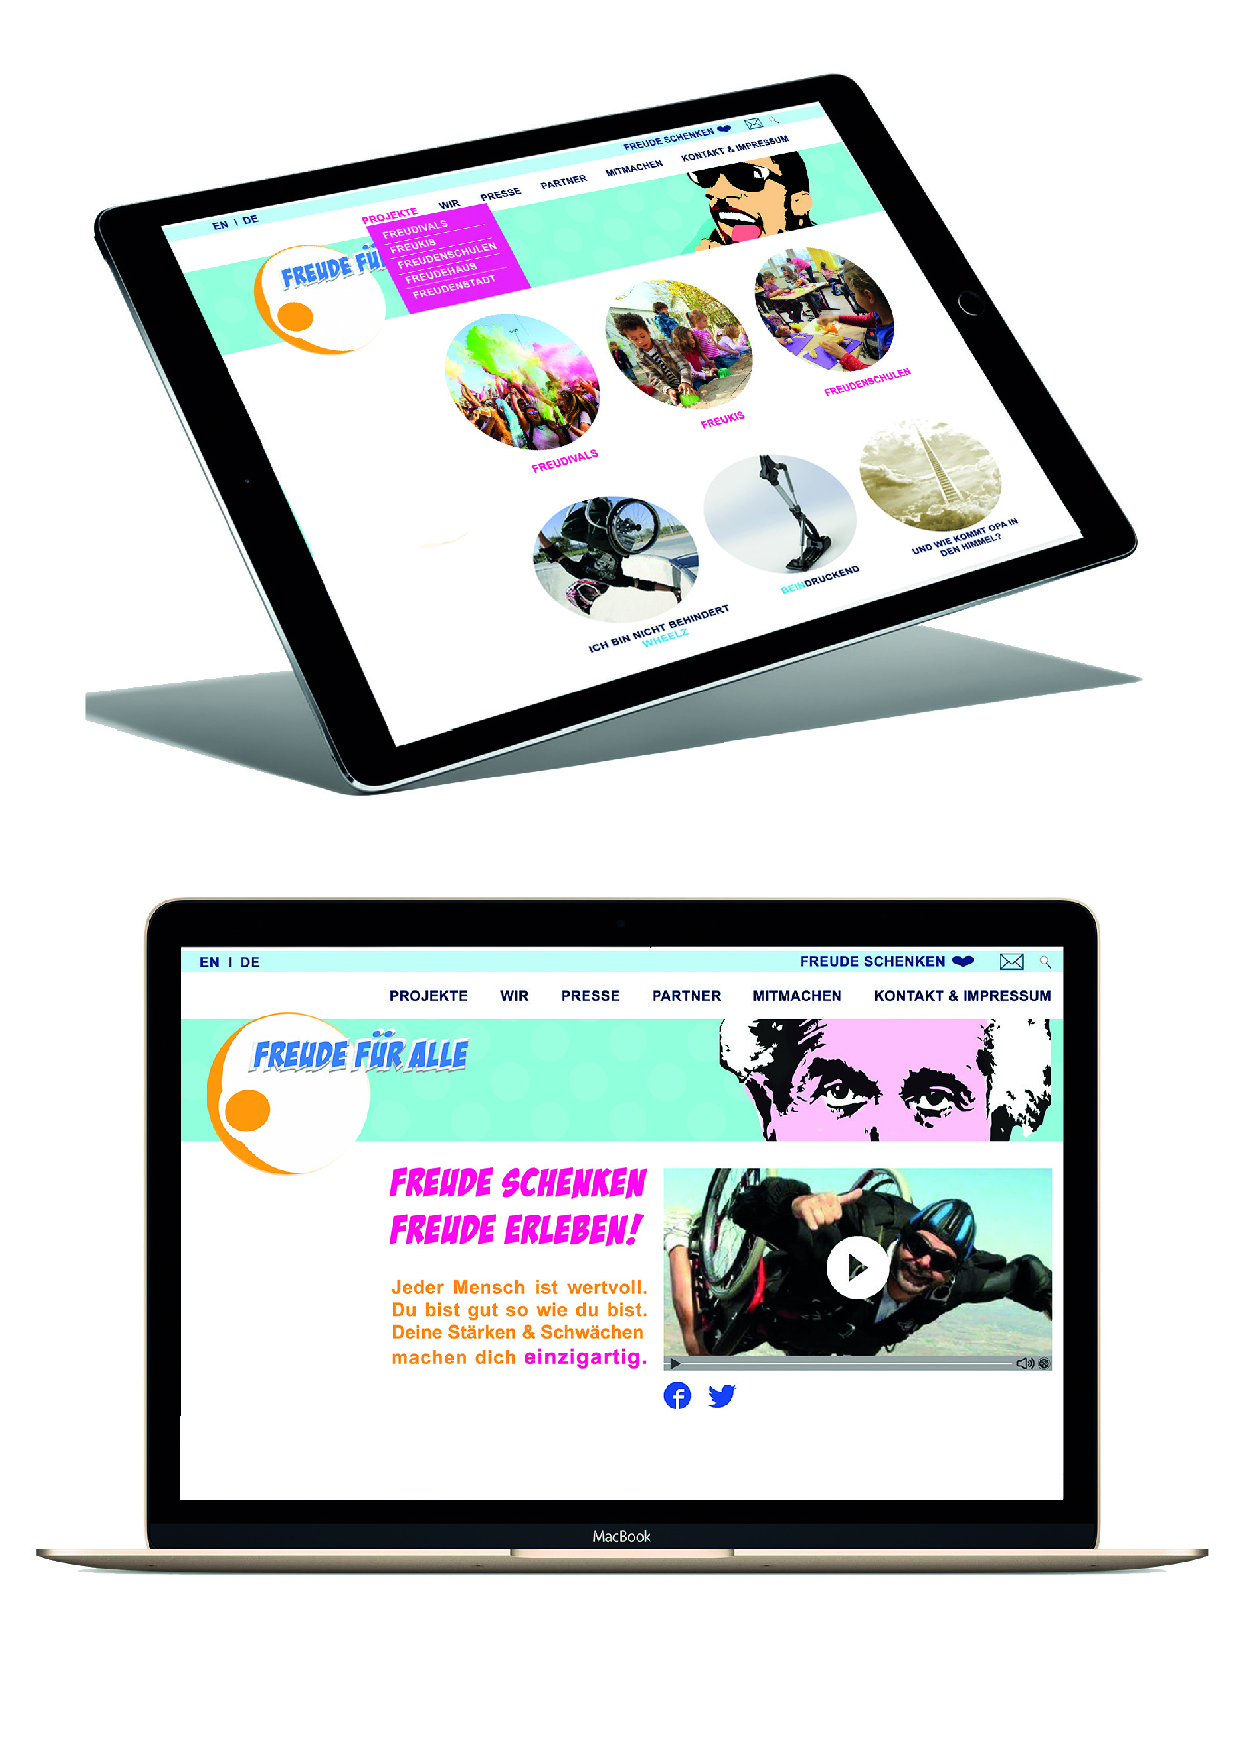 FREUDE SCHENKEN
EN | DE
PROJEKTE WIR PRESSE PARTNER MITMACHEN KONTAKT & IMPRESSUM
FREUDIVALS
FREUKIS
FREUDENSCHULEN
FREUDEHAUS
FREUDENSTADT
FREUDE FÜ
FREUDIVALS
FREUKIS
FREUDENSCHULEN
ICH BIN NICHT BEHINDERT
WHEELZ
BEINDRUCKEND
UND WIE KOMMT OPA IN
DEN HIMMEL?
EN | DE
FREUDE SCHENKEN
PROJEKTE WIR PRESSE PARTNER MITMACHEN KONTAKT & IMPRESSUM
FREUDE FÜR ALLE
FREUDE SCHENKEN
FREUDE ERLEBEN!
Jeder Mensch ist wertvoll.
Du bist gut so wie du bist.
Deine Stärken & Schwächen
machen dich einzigartig.
MacBook